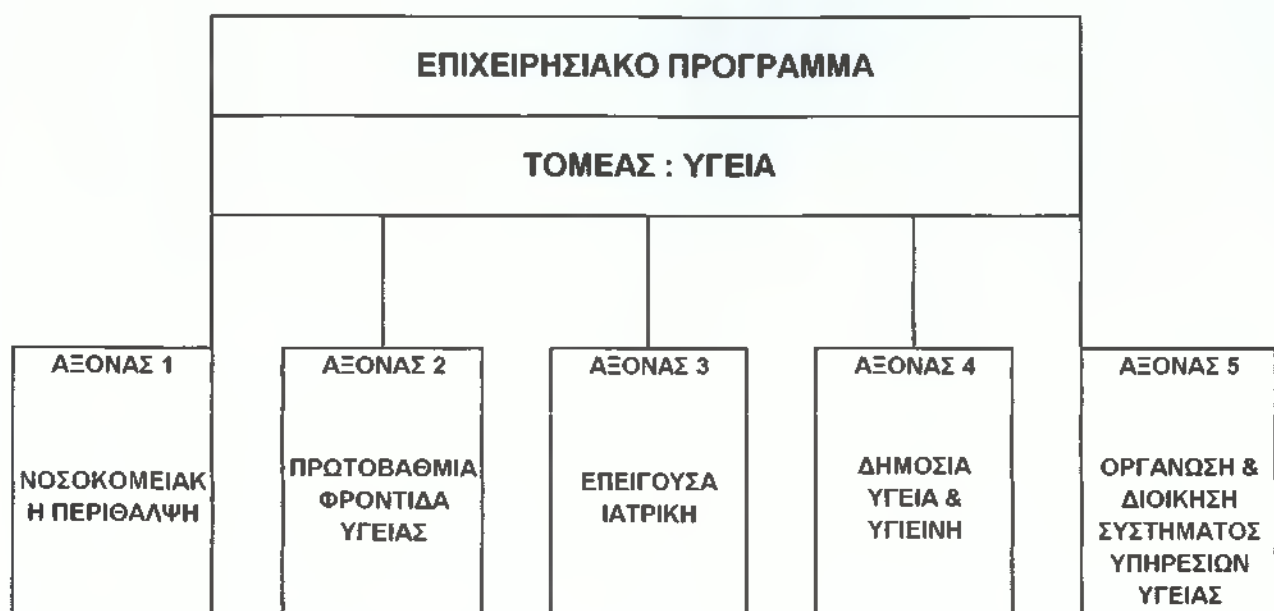 ΕΠΙΧΕΙΡΗΣΙΑΚΟ ΠΡΟΓΡΑΜΜΑ
ΤΟΜΕΑΣ : ΥΓΕΙΑ
ΑΞΟΝΑΣ 1
ΝΟΣΟΚΟΜΕΙΑΚ
Η ΠΕΡΙΘΑΛΨΗ
ΑΞΟΝΑΣ 2
ΠΡΩΤΟΒΑΘΜΙΑ
ΦΡΟΝΤΙΔΑ
ΥΓΕΙΑΣ
ΑΞΟΝΑΣ 3
ΕΠΕΙΓΟΥΣΑ
ΙΑΤΡΙΚΗ
ΑΞΟΝΑΣ 4
ΔΗΜΟΣΙΑ
ΥΓΕΙΑ &
ΥΓΙΕΙΝΗ
ΑΞΟΝΑΣ 5
ΟΡΓΑΝΩΣΗ &
ΔΙΟΙΚΗΣΗ
ΣΥΣΤΗΜΑΤΟΣ
ΥΠΗΡΕΣΙΩΝ
ΥΓΕΙΑΣ